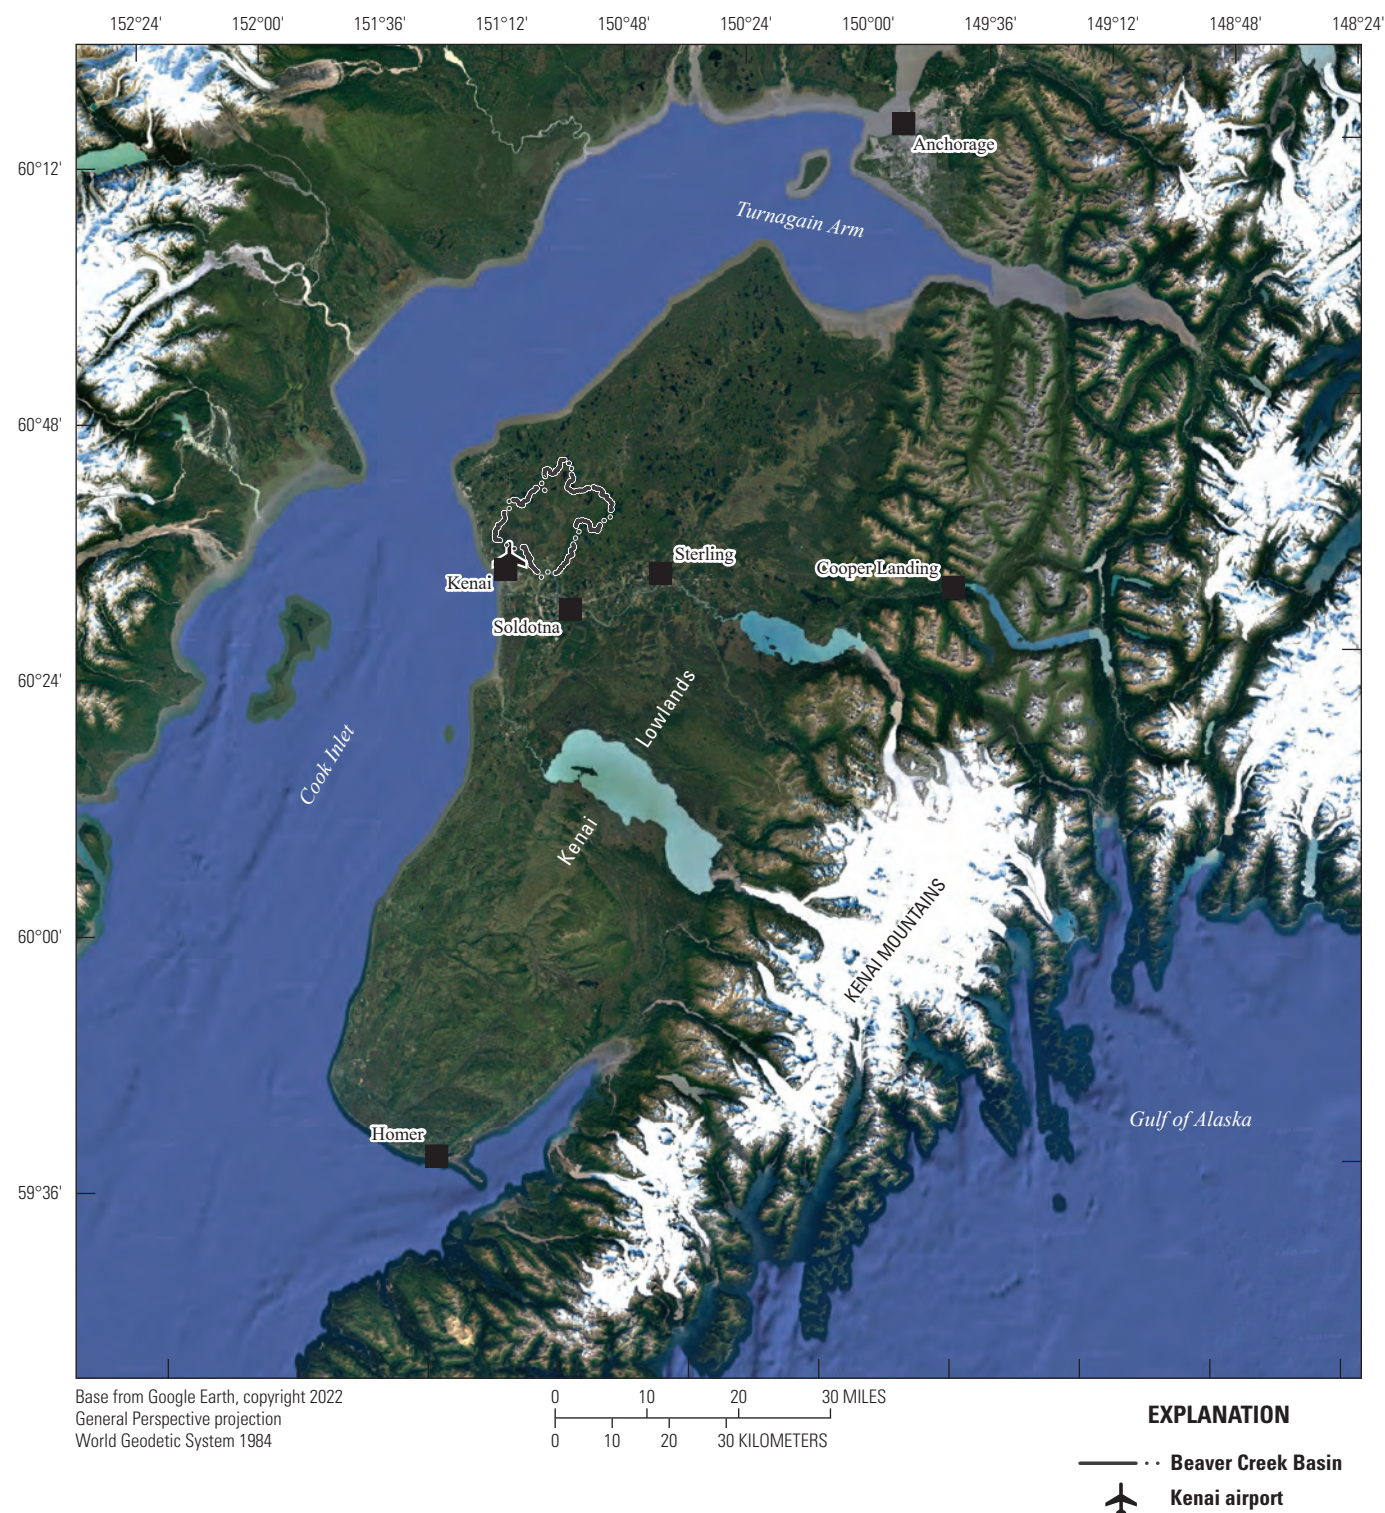 152°24' 152°00' 151°36' 151°12' 150°48' 150°24' 150°00' 149°36' 149°12' 148°48' 148°24'
Anchorage
60°12'
Turnagain Arm
60°48'
Sterling
Cooper Landing
Kenai
Soldotna
60°24'
Lowlands
Cook Inlet
Kenai
KENAI MOUNTAINS
60°00'
Gulf of Alaska
Homer
59°36'
Base from Google Earth, copyright 2022
General Perspective projection
World Geodetic System 1984
0 10 20 30 MILES
0 10 20 30 KILOMETERS
EXPLANATION
Beaver Creek Basin
Kenai airport